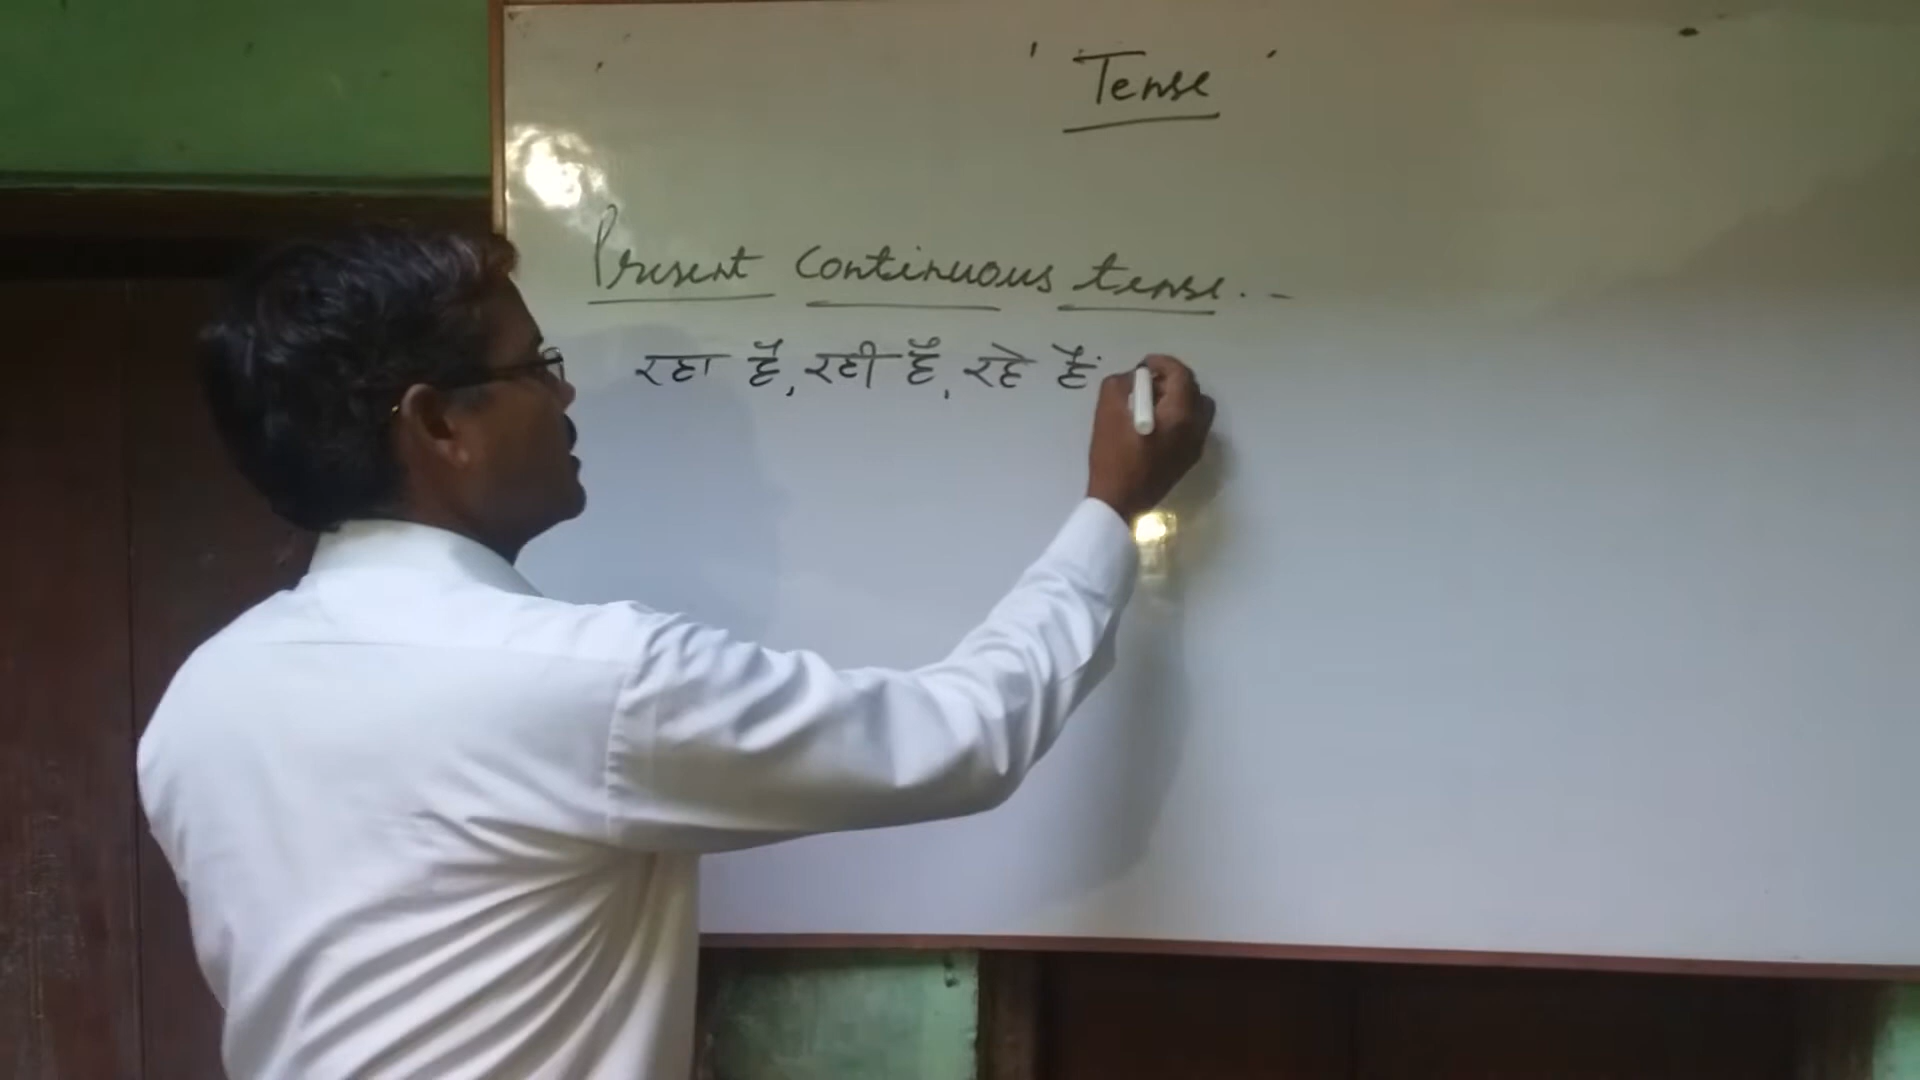 ' Tense '
Present continuous tense. -
रहा है, रही है, रहे हैं